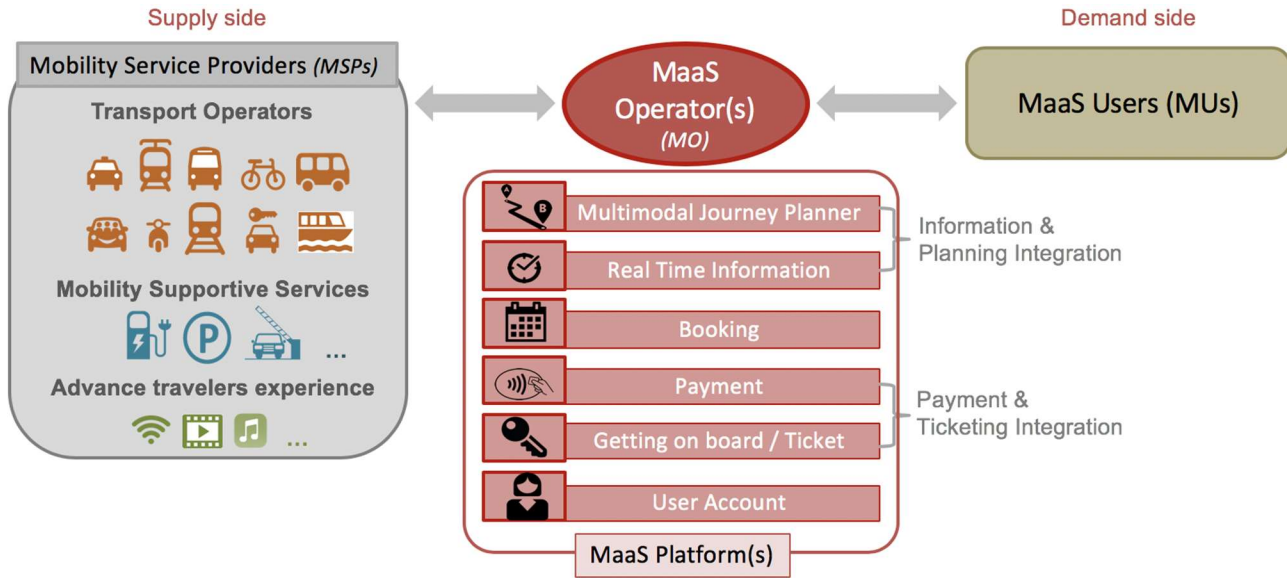 Supply side
Demand side
Mobility Service Providers (MSPs)
Transport Operators
Mobility Supportive Services
P
...
Advance travelers experience
...
MaaS
Operator(s)
(MO)
MaaS Users (MUs)
A
B
Multimodal Journey Planner
Real Time Information
Booking
Payment
Getting on board / Ticket
User Account
MaaS Platform(s)
Information &
Planning Integration
Payment &
Ticketing Integration